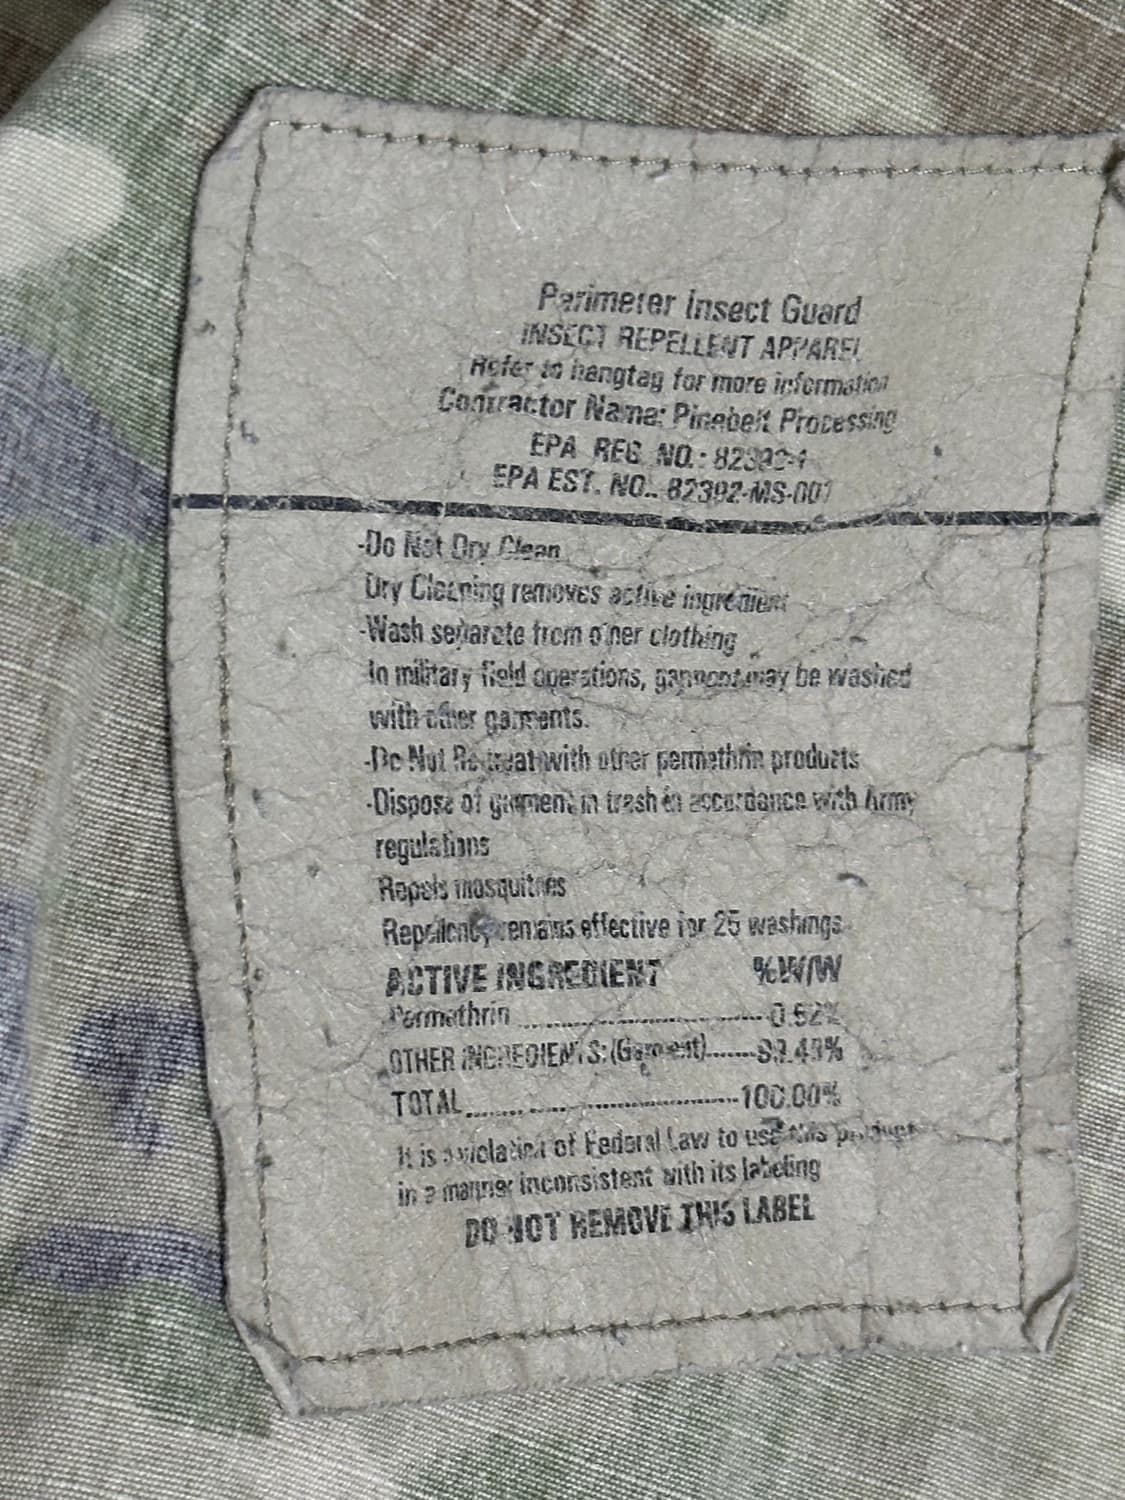 Perimeter Insect Guard
INSECT REPELLENT APPAREL
Refer to hangtag for more information
Contractor Name: Pinebelt Processing
EPA REG. NO.: 82392-1
EPA EST. NO.: 82392-MS-001
-Do Not Dry Clean
Dry Cleaning removes active ingredient
-Wash separate from other clothing
In military field operations, garment may be washed
with other garments.
-Do Not Retreat with other permethrin products
-Dispose of garment in trash in accordance with Army
regulations
Repels mosquitoes
Repellency remains effective for 25 washings
ACTIVE INGREDIENT %W/W
Permethrin ........................ 0.52%
OTHER INGREDIENTS: (Garment)....... 99.48%
TOTAL........................100.00%
It is a violation of Federal Law to use this product
in a manner inconsistent with its labeling
DO NOT REMOVE THIS LABEL